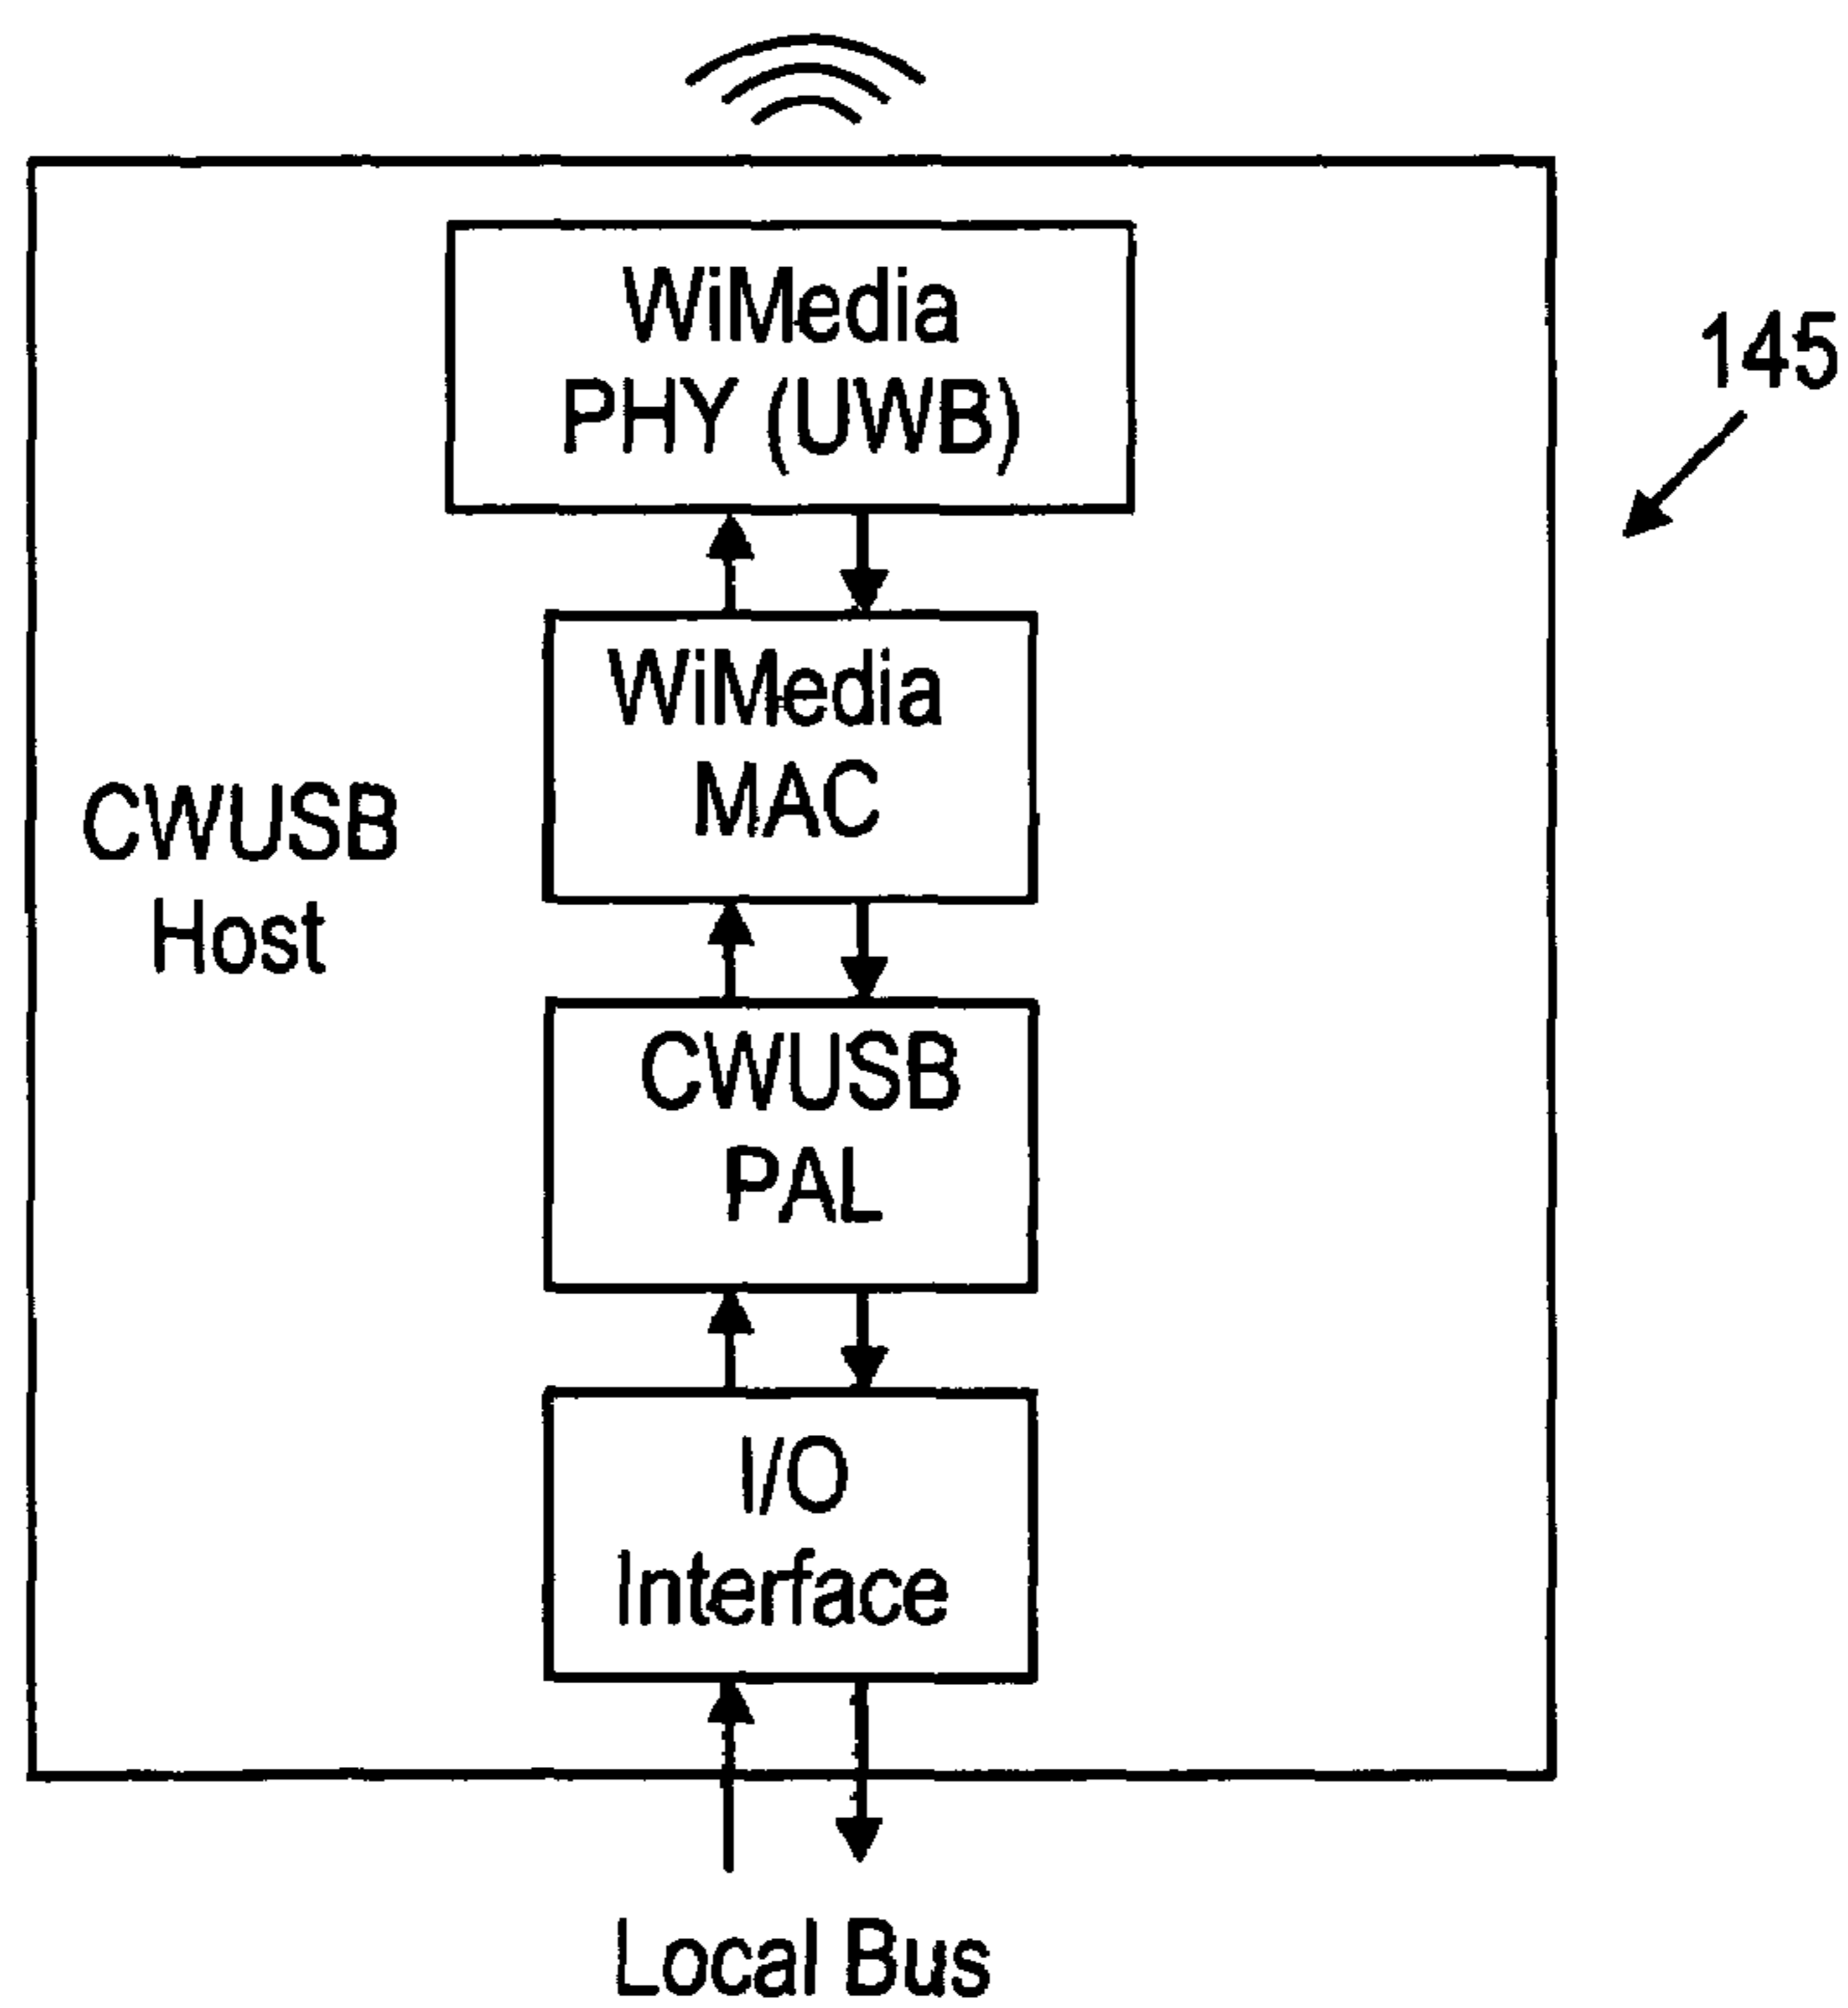 WiMedia
PHY (UWB)
145
WiMedia
MAC
CWUSB
Host
CWUSB
PAL
I/O
Interface
Local Bus